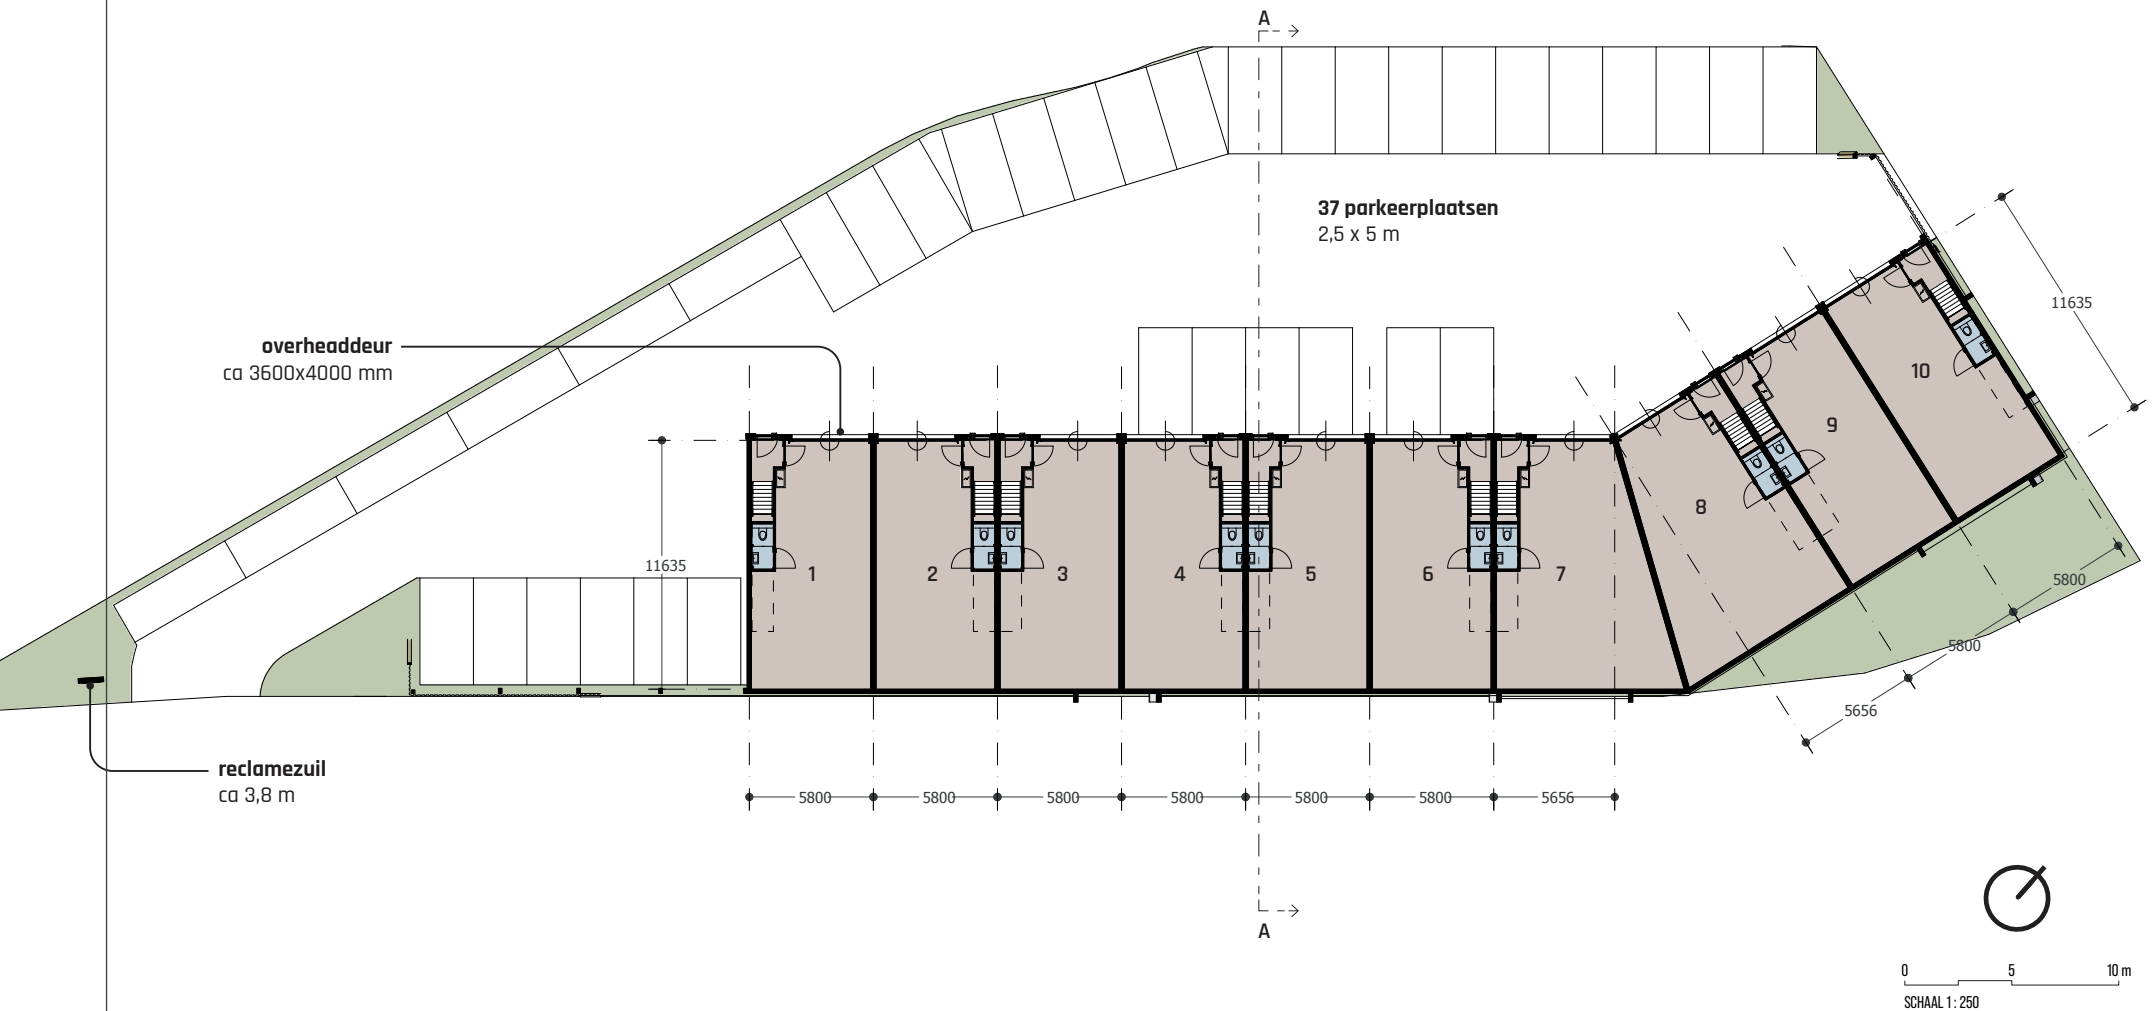 A
37 parkeerplaatsen
2,5 x 5 m
11635
overheaddeur
ca 3600x4000 mm
10
9
8
11635
1
2
3
4
5
6
7
5800
5800
5656
reclamezuil
ca 3,8 m
5800
5800
5800
5800
5800
5800
5656
A
0 5 10 m
SCHAAL 1 : 250